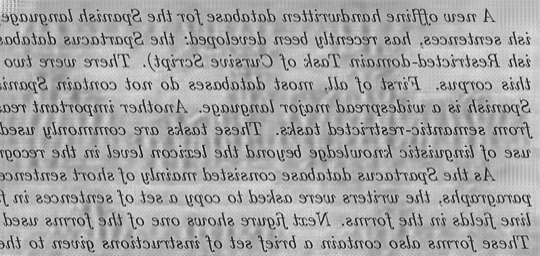 A new offline handwritten database for the Spanish language
ish sentences, has recently been developed: the Spartacus databas
ish Restricted-domain Task of Cursive Script). There were two
this corpus. First of all, most databases do not contain Spani
Spanish is a widespread major language. Another important rea
from semantic-restricted tasks. These tasks are commonly used
use of linguistic knowledge beyond the lexicon level in the recogn
As the Spartacus database consisted mainly of short sentence
paragraphs, the writers were asked to copy a set of sentences in f
line fields in the forms. Next figure shows one of the forms used
These forms also contain a brief set of instructions given to the